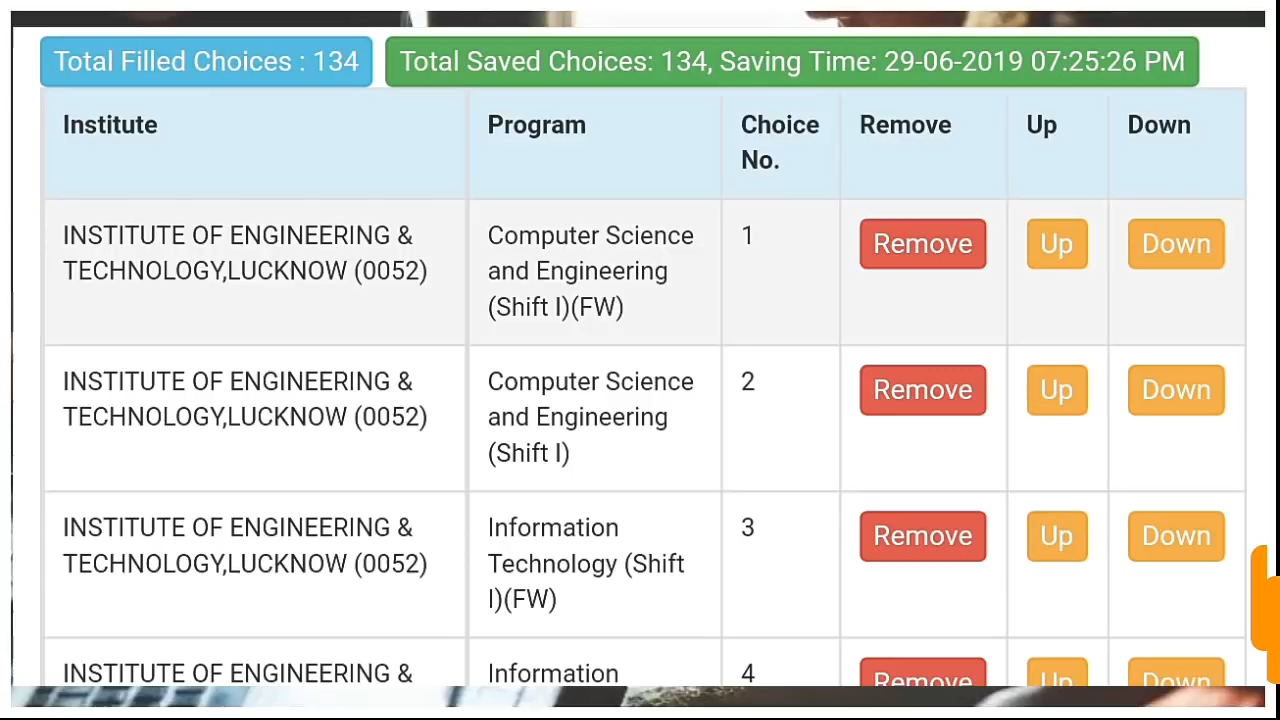 Total Filled Choices : 134
Total Saved Choices: 134, Saving Time: 29-06-2019 07:25:26 PM
Institute
Program
Choice
No.
Remove
Up
Down
INSTITUTE OF ENGINEERING &
TECHNOLOGY,LUCKNOW (0052)
Computer Science
and Engineering
(Shift I)(FW)
1
Remove
Up
Down
INSTITUTE OF ENGINEERING &
TECHNOLOGY,LUCKNOW (0052)
Computer Science
and Engineering
(Shift I)
2
Remove
Up
Down
INSTITUTE OF ENGINEERING &
TECHNOLOGY,LUCKNOW (0052)
Information
Technology (Shift
I)(FW)
3
Remove
Up
Down
INSTITUTE OF ENGINEERING &
Information
4
Remove
Up
Down